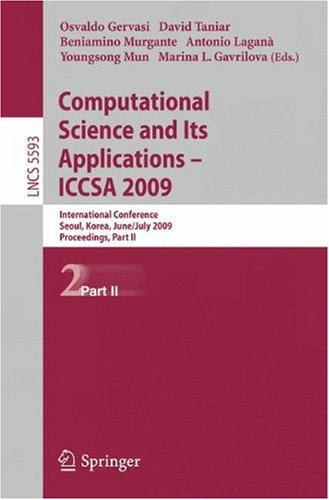 Osvaldo Gervasi David Taniar
Beniamino Murgante Antonio Laganà
Youngsong Mun Marina L. Gavrilova (Eds.)
LNCS 5593
Computational
Science and Its
Applications –
ICCSA 2009
International Conference
Seoul, Korea, June/July 2009
Proceedings, Part II
2 Part II
Springer